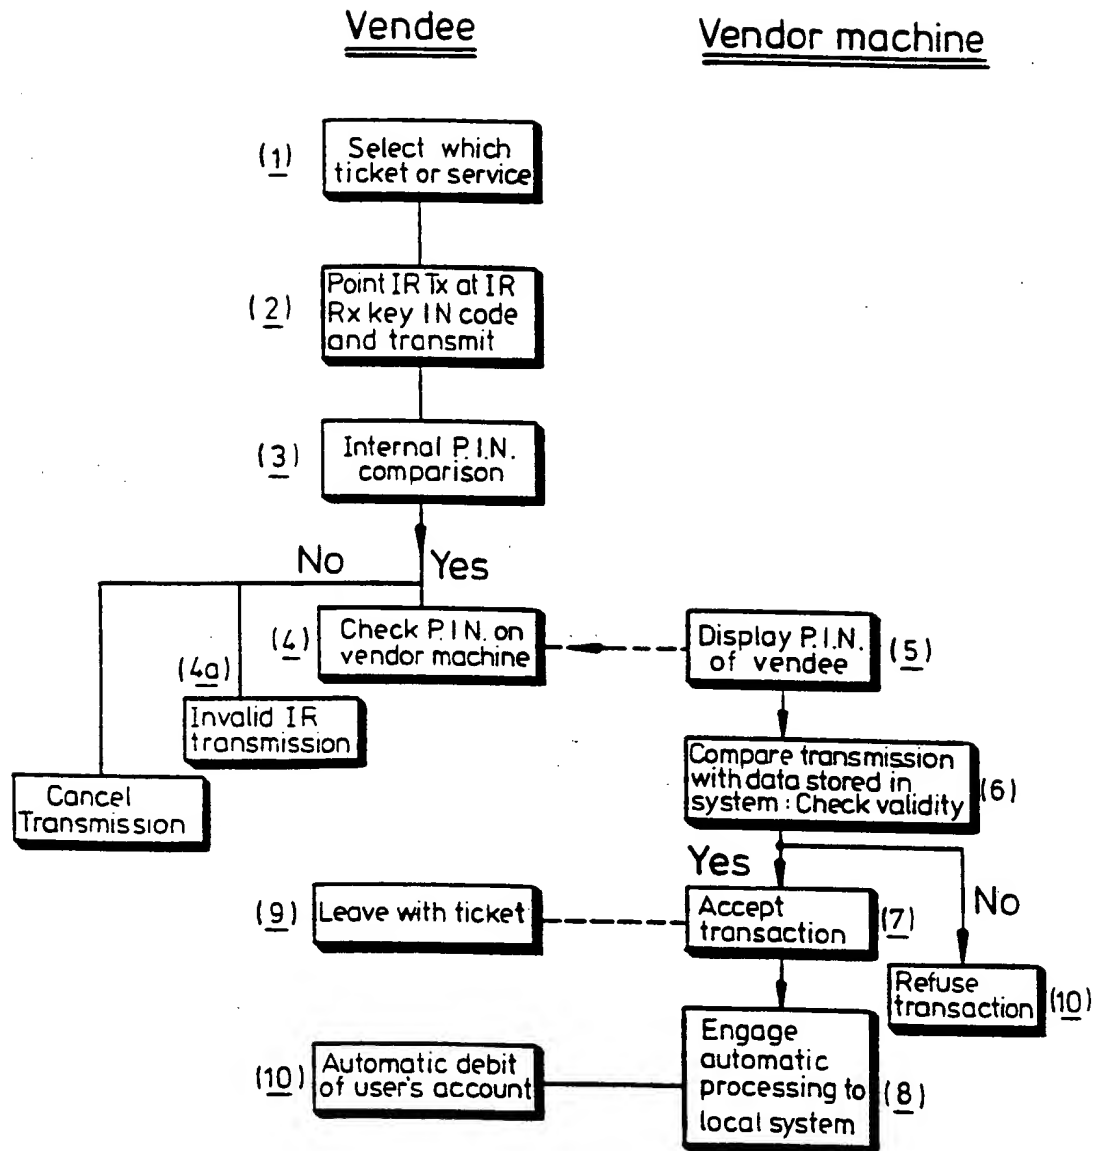 Vendee
Vendor machine
(1)
Select which
ticket or service
(2)
Point IR Tx at IR
Rx key IN code
and transmit
(3)
Internal P.I.N.
comparison
No
Yes
(4)
Check P.I.N. on
vendor machine
Display P.I.N.
of vendee
(5)
(4a)
Invalid IR
transmission
Cancel
Transmission
Compare transmission
with data stored in
system : Check validity
(6)
Yes
No
(9)
Leave with ticket
Accept
transaction
(7)
Refuse
transaction
(10)
(10)
Automatic debit
of user's account
Engage
automatic
processing to
local system
(8)